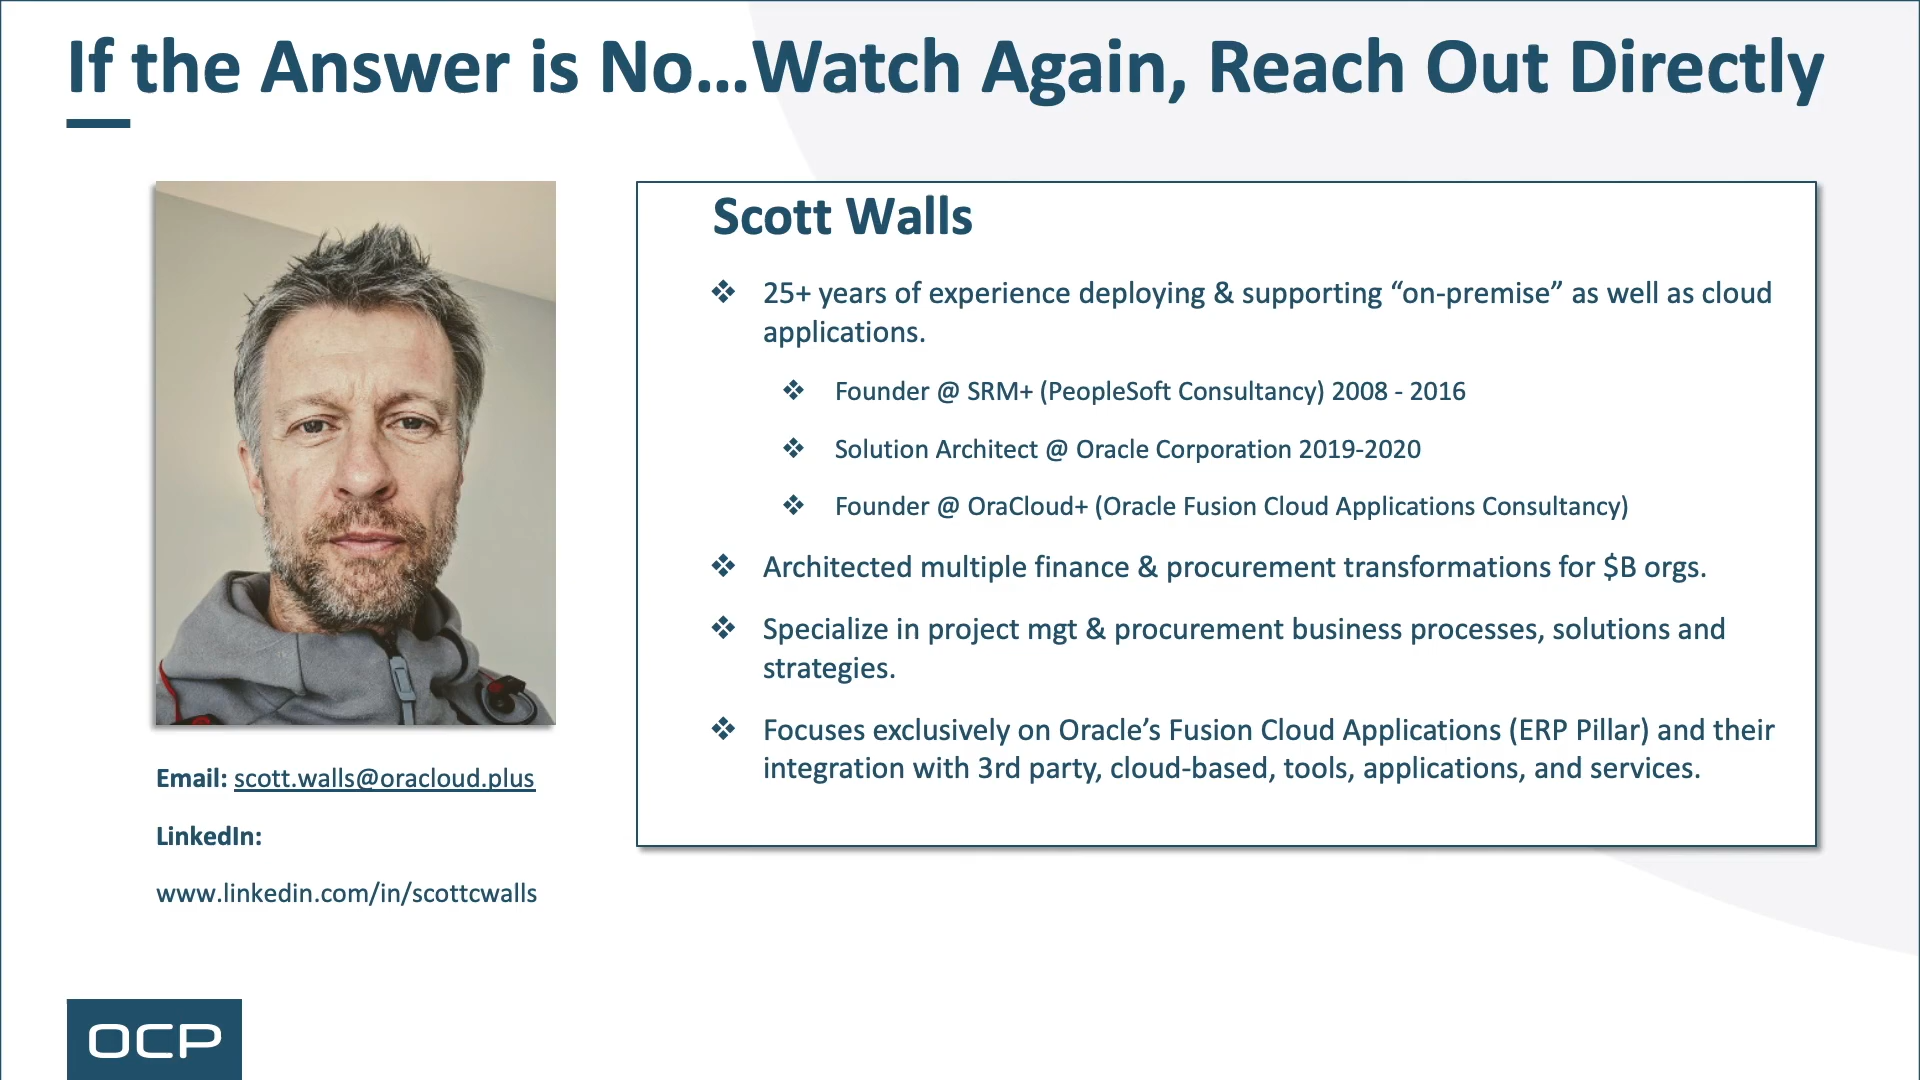 If the Answer is No...Watch Again, Reach Out Directly
Scott Walls
❖ 25+ years of experience deploying & supporting “on-premise” as well as cloud
applications.
❖ Founder @ SRM+ (PeopleSoft Consultancy) 2008 - 2016
❖ Solution Architect @ Oracle Corporation 2019-2020
❖ Founder @ OraCloud+ (Oracle Fusion Cloud Applications Consultancy)
❖ Architected multiple finance & procurement transformations for $B orgs.
❖ Specialize in project mgt & procurement business processes, solutions and
strategies.
❖ Focuses exclusively on Oracle’s Fusion Cloud Applications (ERP Pillar) and their
integration with 3rd party, cloud-based, tools, applications, and services.
Email: scott.walls@oracloud.plus
LinkedIn:
www.linkedin.com/in/scottcwalls
OCP